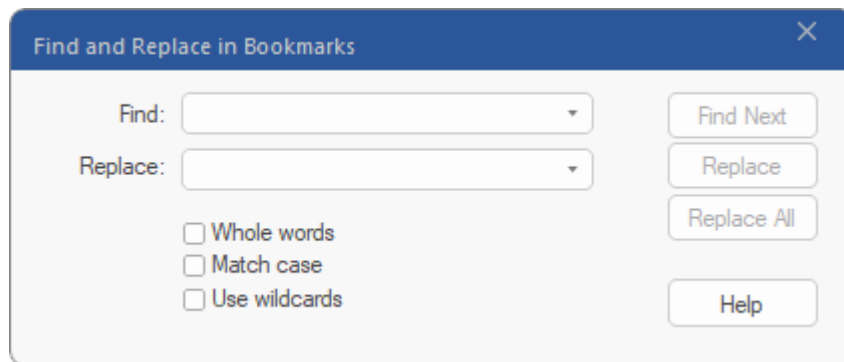 Find and Replace in Bookmarks
Find:
Find Next
Replace:
Replace
Replace All
Whole words
Match case
Use wildcards
Help